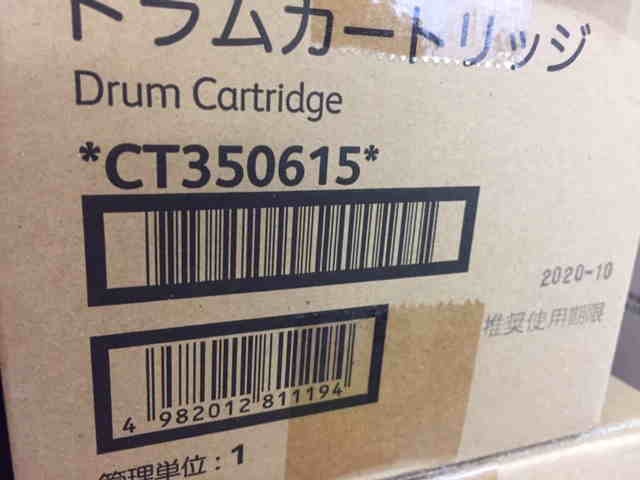 ドラムカートリッジ
Drum Cartridge
*CT350615*
2020-10
推奨使用期限
4 982012 811194
管理単位:1